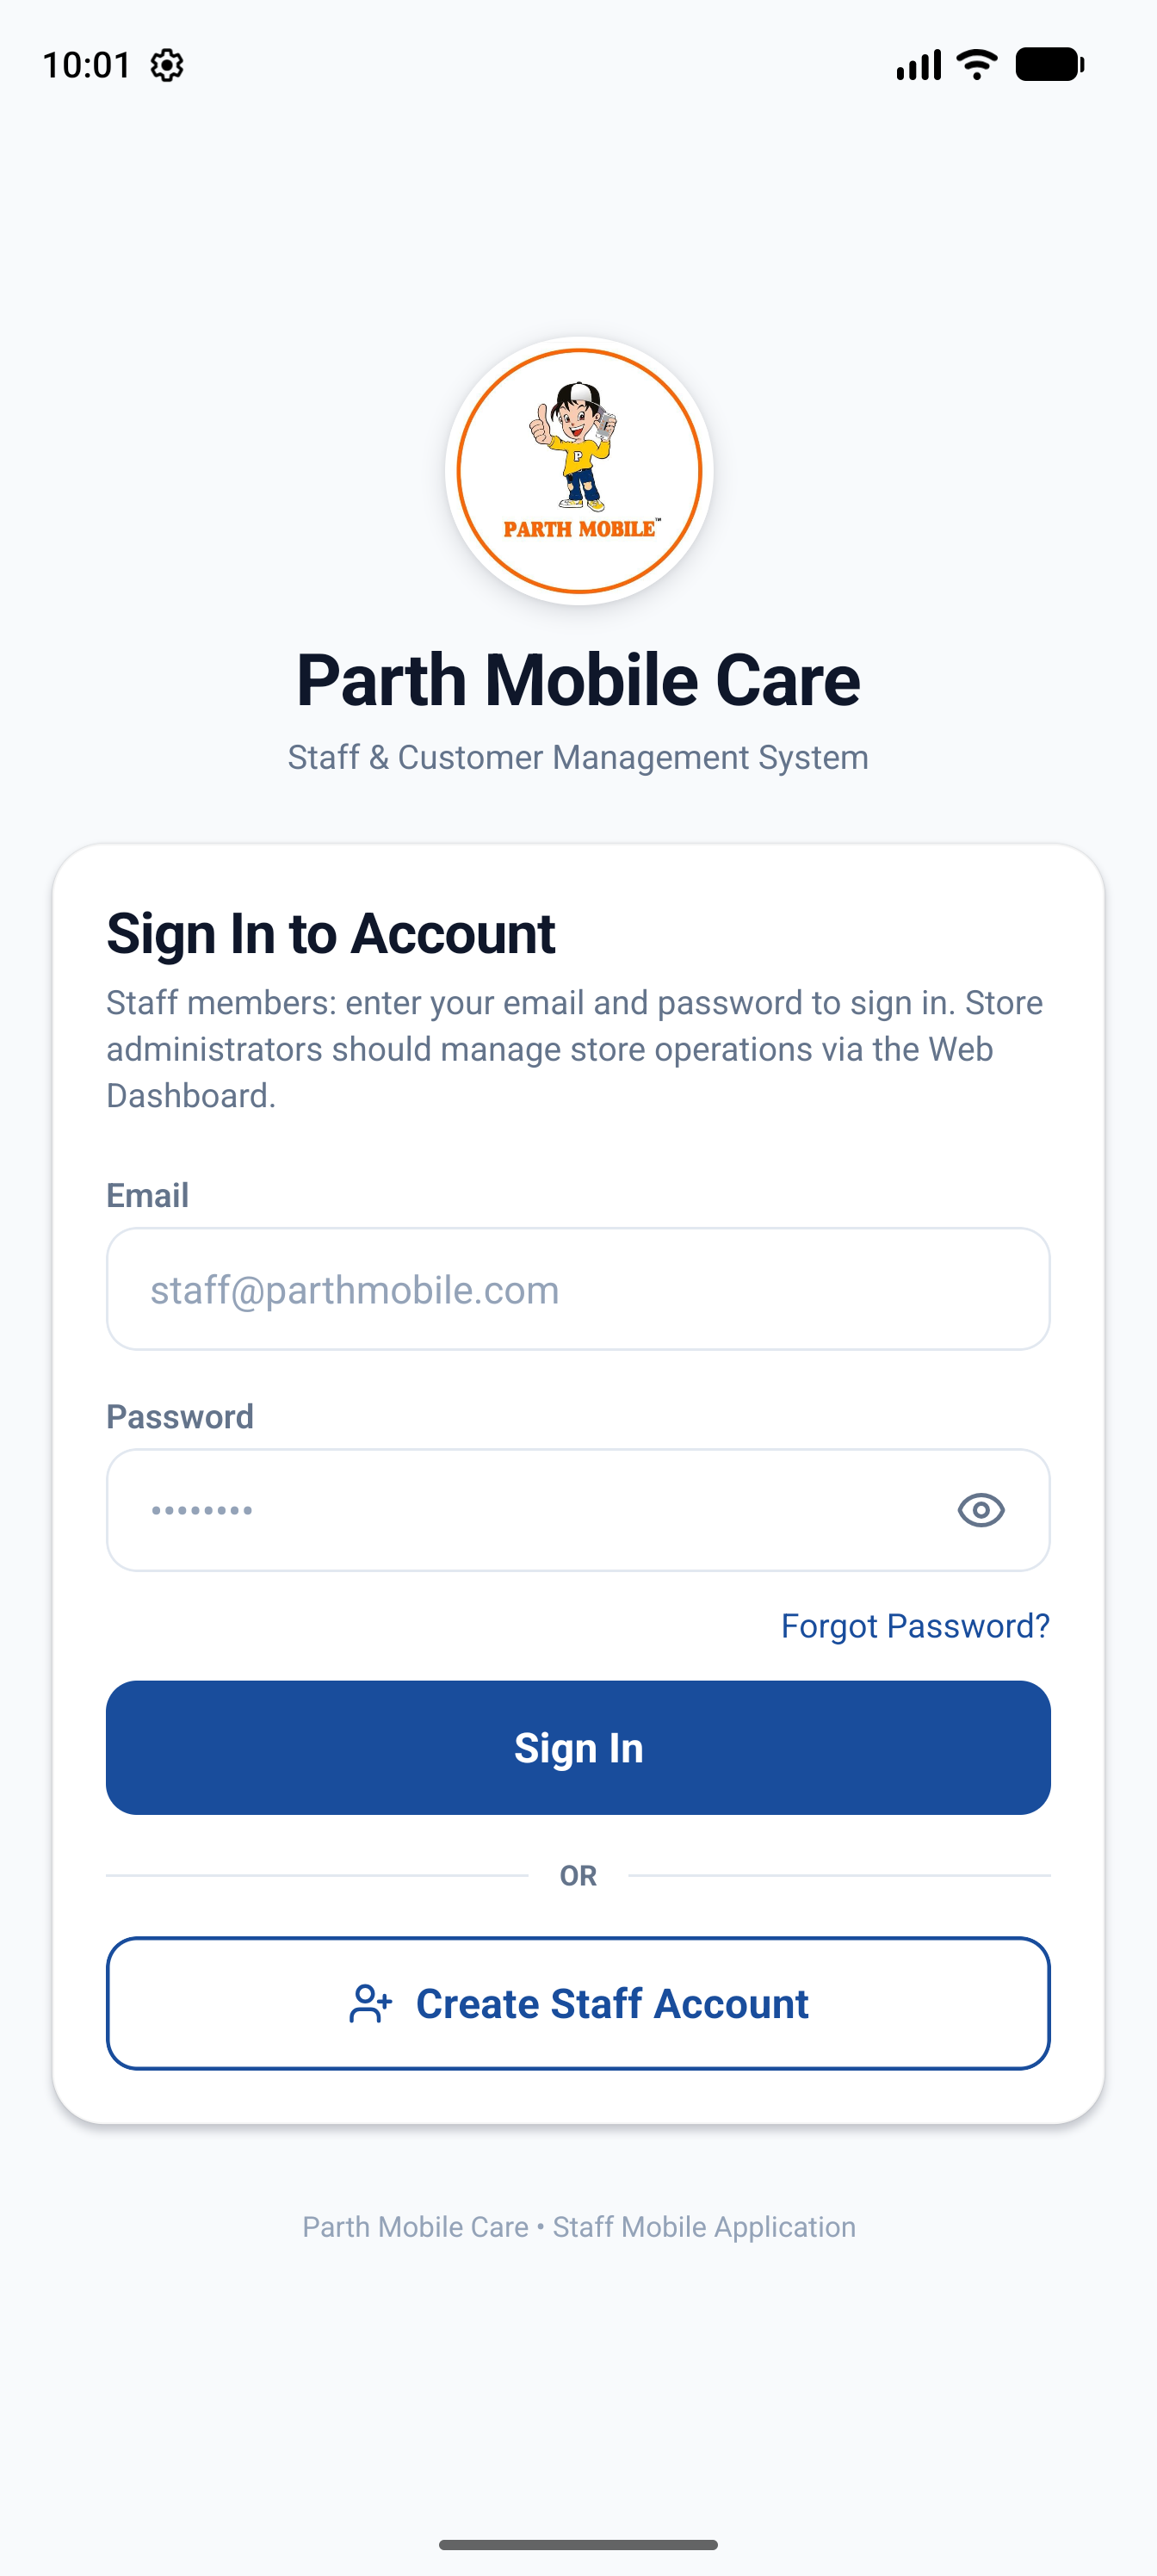 10:01
P
PARTH MOBILE™
Parth Mobile Care
Staff & Customer Management System
Sign In to Account
Staff members: enter your email and password to sign in. Store
administrators should manage store operations via the Web
Dashboard.
Email
staff@parthmobile.com
Password
••••••••
Forgot Password?
Sign In
OR
Create Staff Account
Parth Mobile Care • Staff Mobile Application